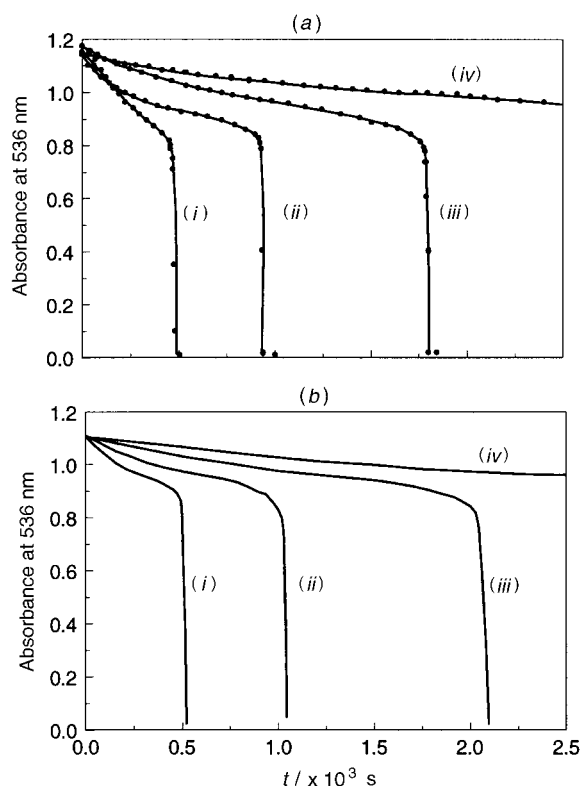 (a)
1.2
1.0
0.8
0.6
0.4
0.2
0.0
Absorbance at 536 nm
(i)
(ii)
(iii)
(iv)
(b)
1.2
1.0
0.8
0.6
0.4
0.2
0.0
Absorbance at 536 nm
(i)
(ii)
(iii)
(iv)
0.0 0.5 1.0 1.5 2.0 2.5
t / x 10³ s